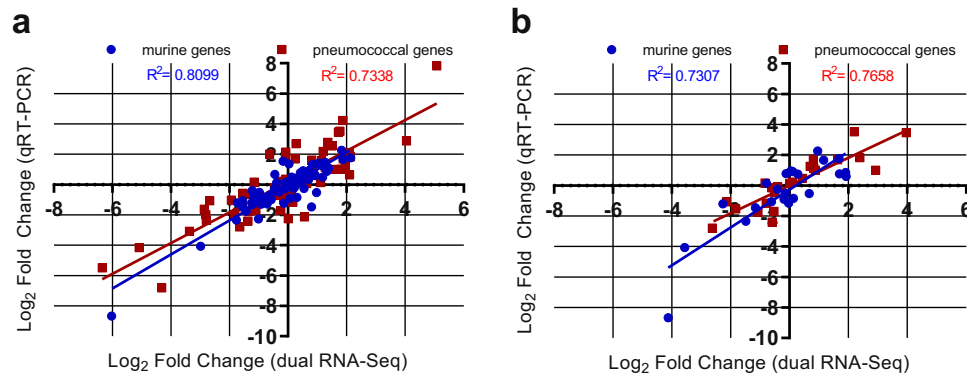 a
murine genes
pneumococcal genes
R²= 0.8099
R²= 0.7338
8
6
4
2
-2
-4
-6
-8
-10
-8
-6
-4
-2
2
4
6
Log₂ Fold Change (qRT-PCR)
Log₂ Fold Change (dual RNA-Seq)
b
murine genes
pneumococcal genes
R²= 0.7307
R²= 0.7658
8
6
4
2
-2
-4
-6
-8
-10
-8
-6
-4
-2
2
4
6
Log₂ Fold Change (qRT-PCR)
Log₂ Fold Change (dual RNA-Seq)